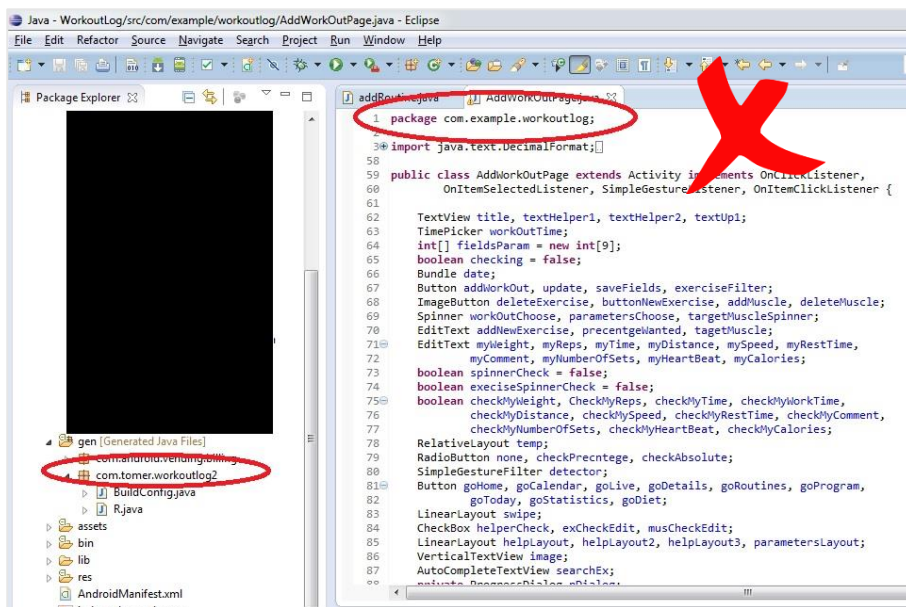 Java - WorkoutLog/src/com/example/workoutlog/AddWorkOutPage.java - Eclipse
File Edit Refactor Source Navigate Search Project Run Window Help
Package Explorer
addRoutine.java AddWorkOutPage.java
1 package com.example.workoutlog;
2
3 import java.text.DecimalFormat;
58
59 public class AddWorkOutPage extends Activity implements OnClickListener,
60 OnItemSelectedListener, SimpleGestureListener, OnItemClickListener {
61
62 TextView title, textHelper1, textHelper2, textUp1;
63 TimePicker workOutTime;
64 int[] fieldsParam = new int[9];
65 boolean checking = false;
66 Bundle date;
67 Button addWorkOut, update, saveFields, exerciseFilter;
68 ImageButton deleteExercise, buttonNewExercise, addMuscle, deleteMuscle;
69 Spinner workOutChoose, parametersChoose, targetMuscleSpinner;
70 EditText addNewExercise, precentgeWanted, tagetMuscle;
71 EditText myWeight, myReps, myTime, myDistance, mySpeed, myRestTime,
72 myComment, myNumberOfSets, myHeartBeat, myCalories;
73 boolean spinnerCheck = false;
74 boolean execiseSpinnerCheck = false;
75 boolean checkMyWeight, CheckMyReps, checkMyTime, checkMyWorkTime,
76 checkMyDistance, checkMySpeed, checkMyRestTime, checkMyComment,
77 checkMyNumberOfSets, checkMyHeartBeat, checkMyCalories;
78 RelativeLayout temp;
79 RadioButton none, checkPrecntege, checkAbsolute;
80 SimpleGestureFilter detector;
81 Button goHome, goCalendar, goLive, goDetails, goRoutines, goProgram,
82 goToday, goStatistics, goDiet;
83 LinearLayout swipe;
84 CheckBox helperCheck, exCheckEdit, musCheckEdit;
85 LinearLayout helpLayout, helpLayout2, helpLayout3, parametersLayout;
86 VerticalTextView image;
87 AutoCompleteTextView searchEx;
88 private ProgressDialog pDialog;
gen [Generated Java Files]
com.android.vending.billing
com.tomer.workoutlog2
BuildConfig.java
R.java
assets
bin
lib
res
AndroidManifest.xml